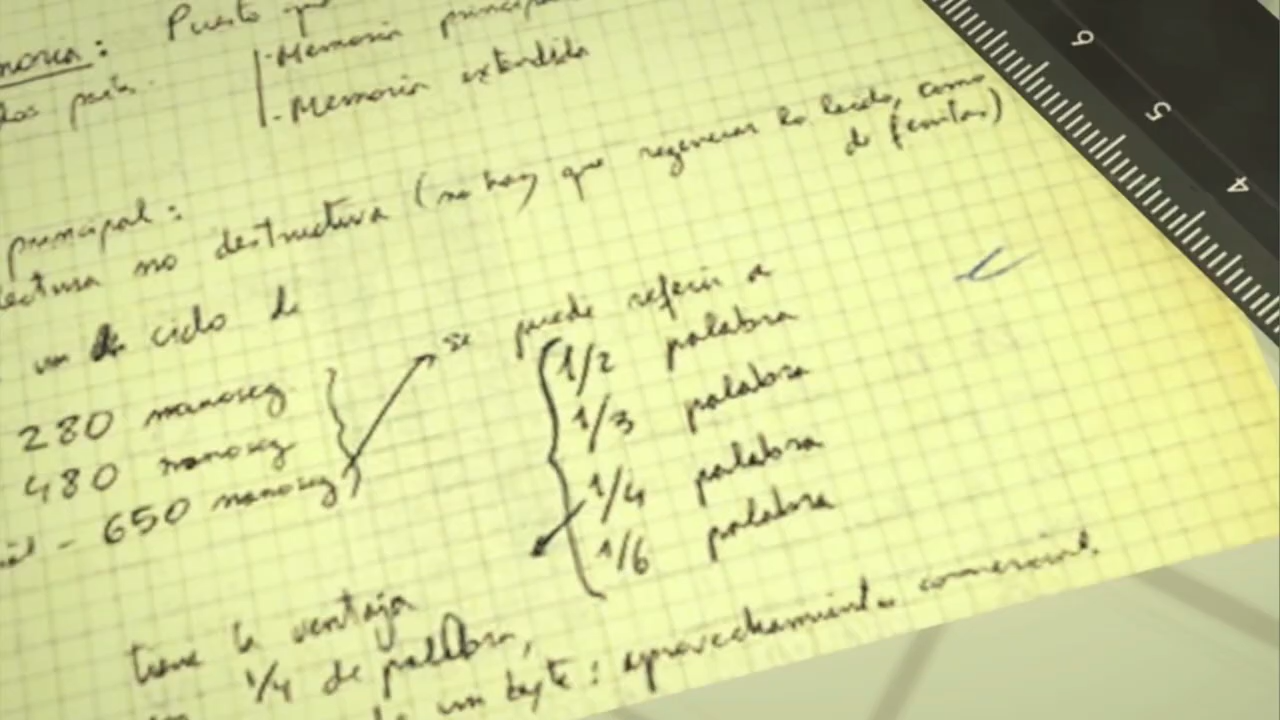 moria: Puesto que
dos país.
- Memoria principal
- Memoria extendida
principal:
lectura no destructiva (no hay que regenerar lo leido, como
de ferritas)
un ciclo de
280 nanoseg
480 nanoseg
- 650 nanoseg
se puede referir a
1/2 palabra
1/3 palabra
1/4 palabra
1/6 palabra
tiene la ventaja
1/4 de palabra,
un byte: aprovechamiento comercial.
6
5
4